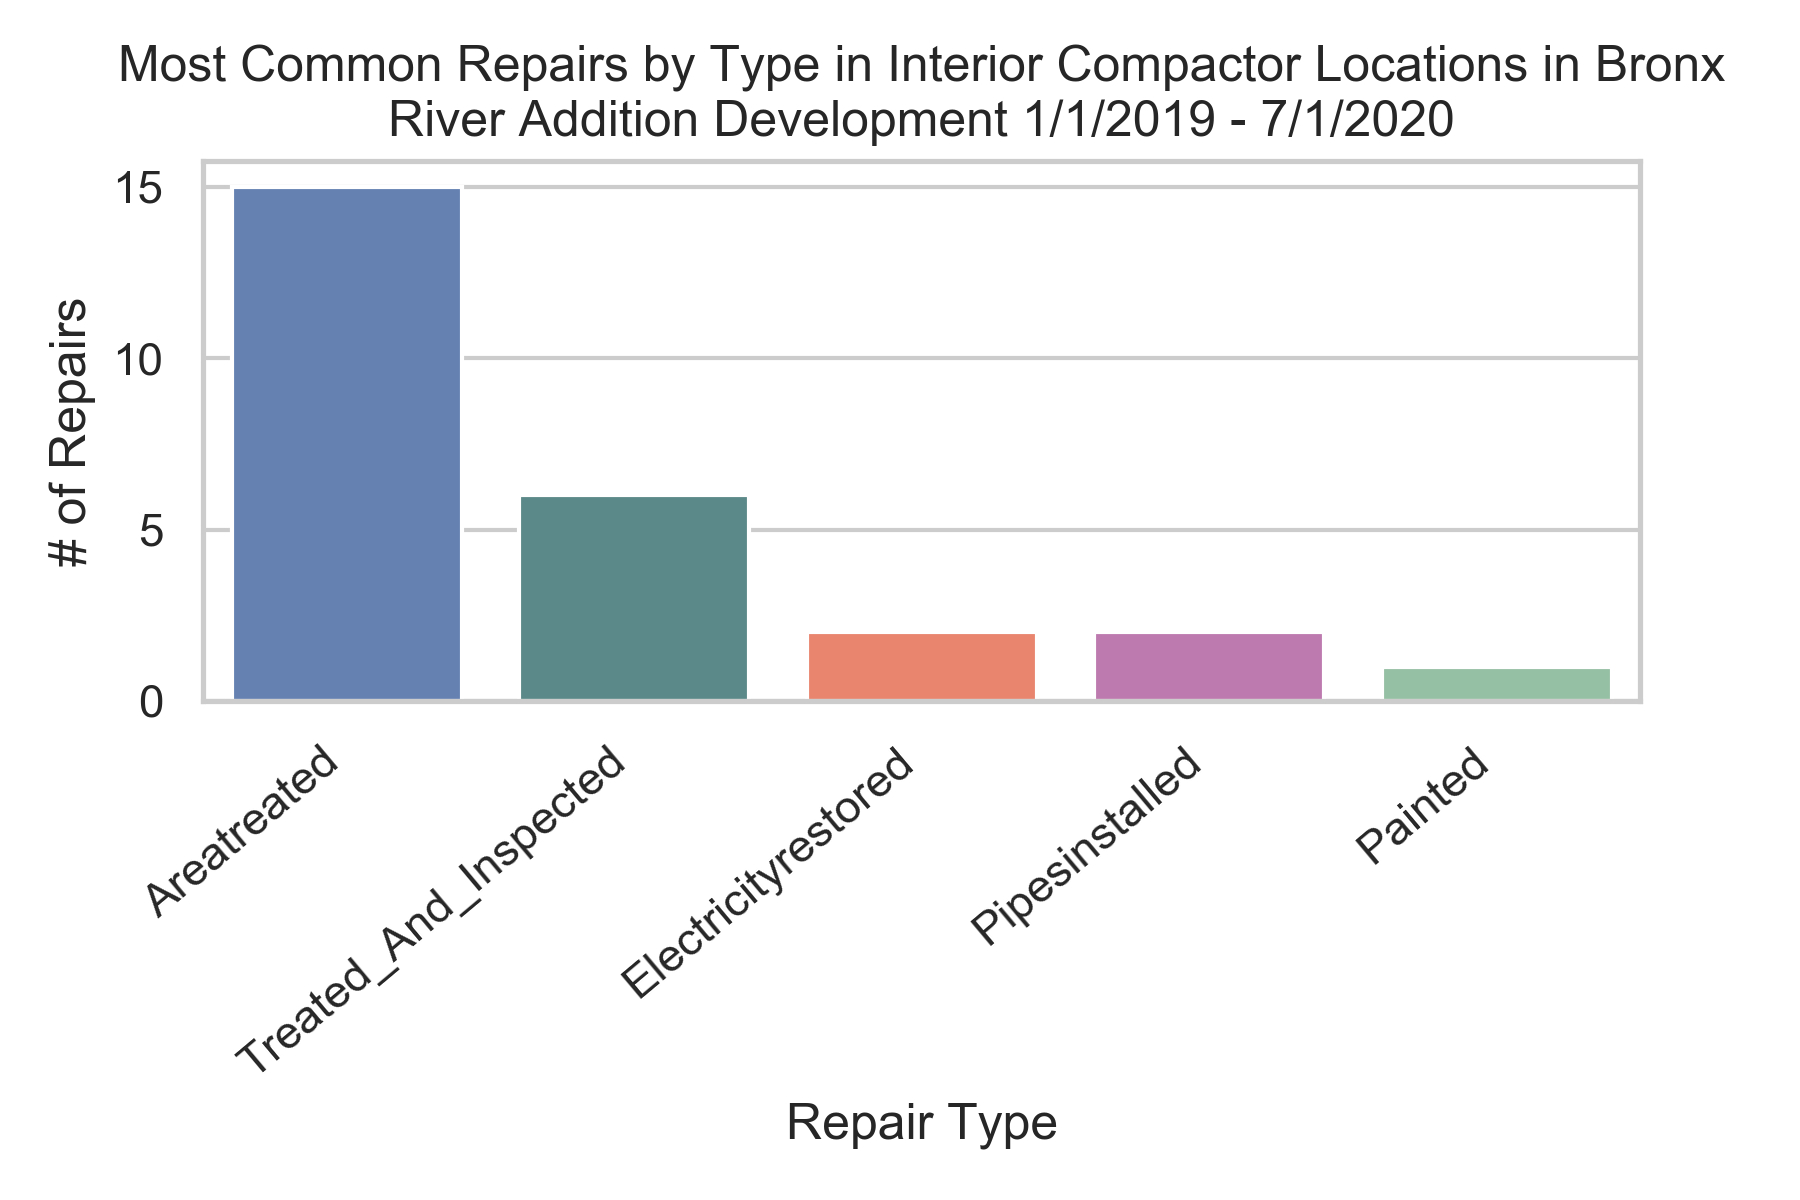 Most Common Repairs by Type in Interior Compactor Locations in Bronx
River Addition Development 1/1/2019 - 7/1/2020
15
10
5
0
# of Repairs
Areatreated
Treated_And_Inspected
Electricityrestored
Pipesinstalled
Painted
Repair Type